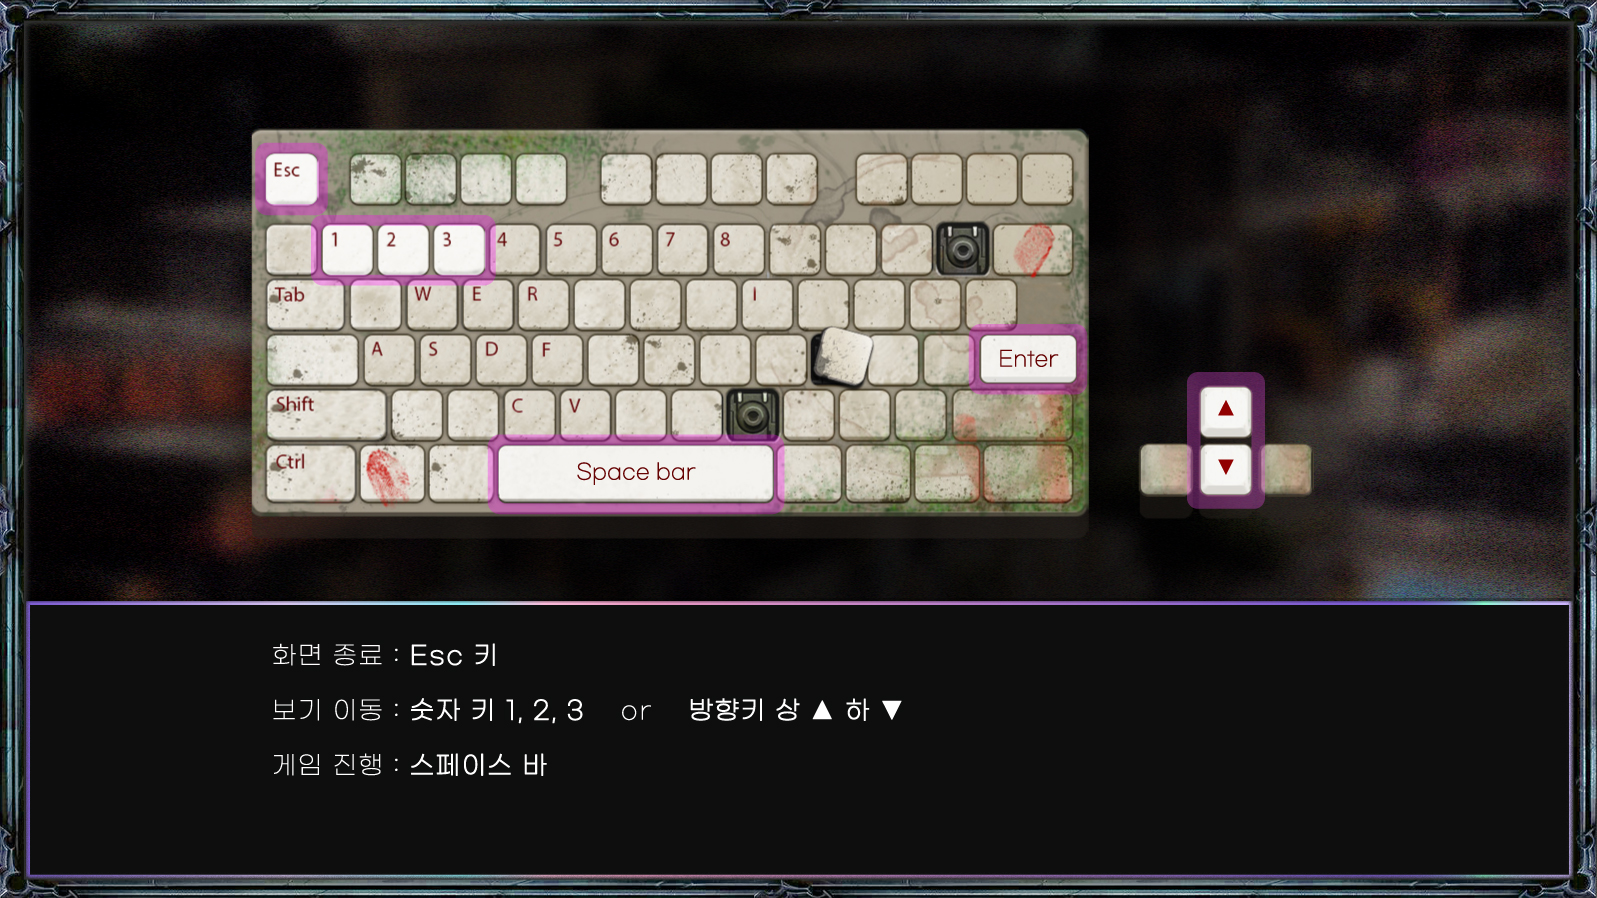 Esc
1 2 3 4 5 6 7 8
Tab W E R I
A S D F Enter
Shift C V ▲
Ctrl Space bar ▼
화면 종료 : Esc 키
보기 이동 : 숫자 키 1, 2, 3 or 방향키 상 ▲ 하 ▼
게임 진행 : 스페이스 바